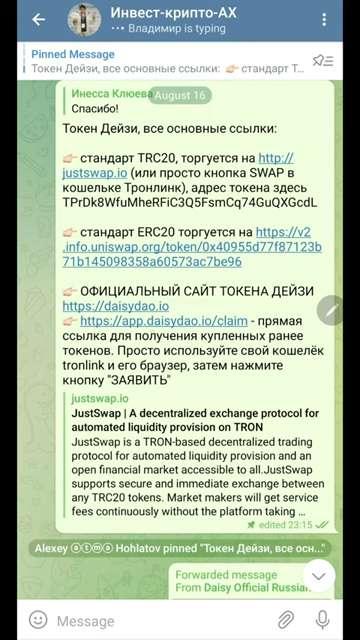 Инвест-крипто-АХ
Владимир is typing
Pinned Message
Токен Дейзи, все основные ссылки: 👉🏻 стандарт Т...
Инесса Клюева
August 16
Спасибо!
Токен Дейзи, все основные ссылки:
👉🏻 стандарт TRC20, торгуется на http://
justswap.io (или просто кнопка SWAP в
кошельке Тронлинк), адрес токена здесь
TPrDk8WfuMheRFiC3Q5FsmCq74GuQXGcdL
👉🏻 стандарт ERC20 торгуется на https://v2
.info.uniswap.org/token/0x40955d77f87123b
71b145098358a60573ac7be96
👉🏻 ОФИЦИАЛЬНЫЙ САЙТ ТОКЕНА ДЕЙЗИ
https://daisydao.io
👉🏻 https://app.daisydao.io/claim - прямая
ссылка для получения купленных ранее
токенов. Просто используйте свой кошелёк
tronlink и его браузер, затем нажмите
кнопку "ЗАЯВИТЬ"
justswap.io
JustSwap | A decentralized exchange protocol for
automated liquidity provision on TRON
JustSwap is a TRON-based decentralized trading
protocol for automated liquidity provision and an
open financial market accessible to all.JustSwap
supports secure and immediate exchange between
any TRC20 tokens. Market makers will get service
fees continuously without the platform taking ...
edited 23:15
Alexey ⓐⓣⓜⓐ Hohlatov pinned "Токен Дейзи, все осн..."
Forwarded message
From Daisy Official Russian
Message